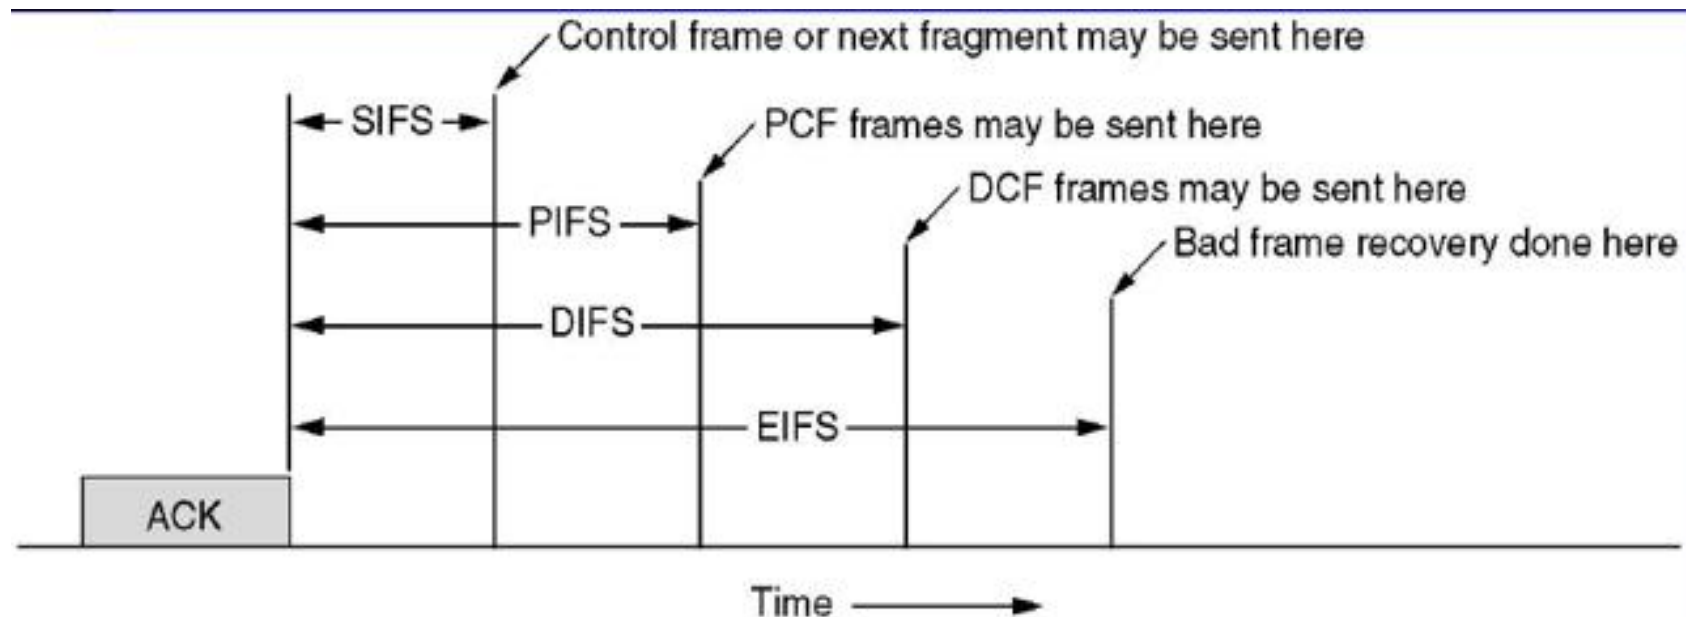 Control frame or next fragment may be sent here
SIFS
PCF frames may be sent here
DCF frames may be sent here
PIFS
Bad frame recovery done here
DIFS
EIFS
ACK
Time